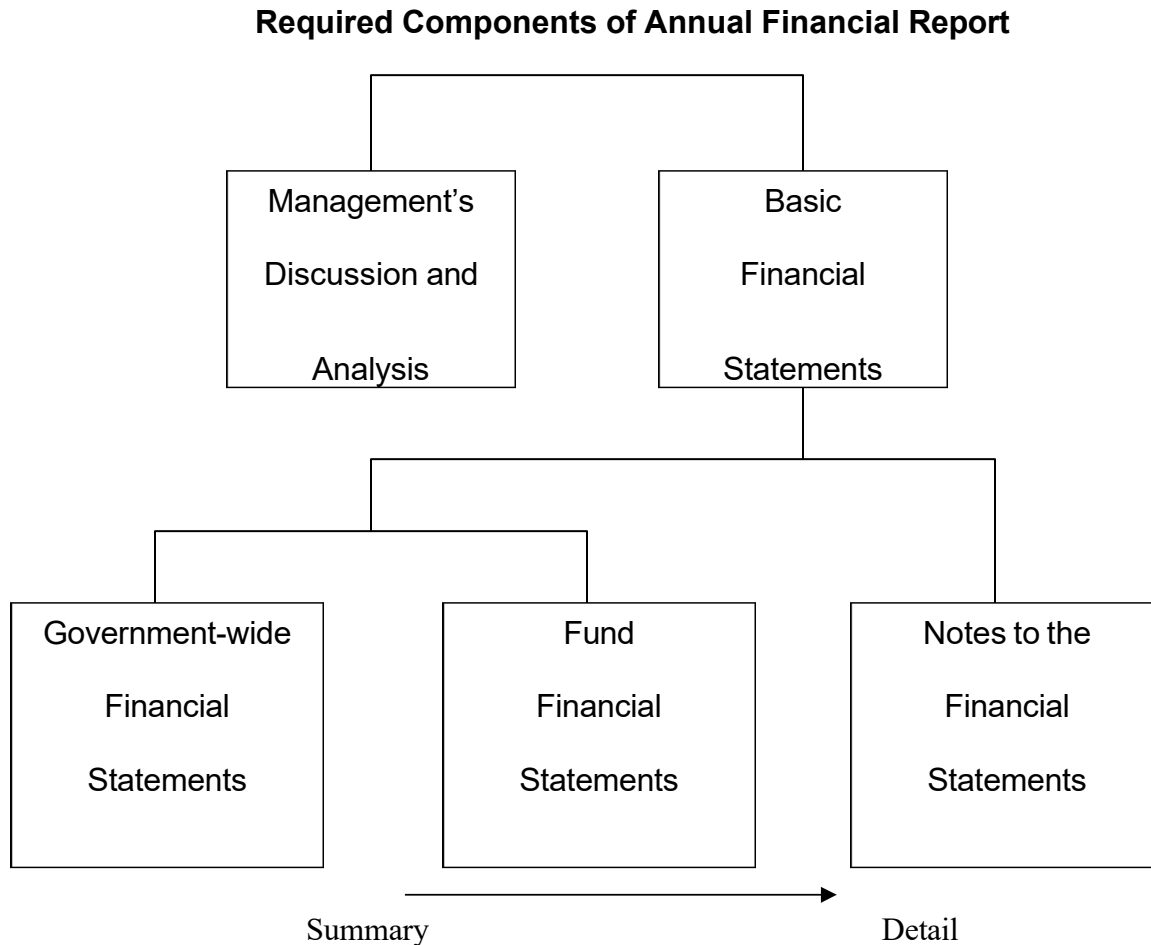 Required Components of Annual Financial Report
Management’s
Discussion and
Analysis
Basic
Financial
Statements
Government-wide
Financial
Statements
Fund
Financial
Statements
Notes to the
Financial
Statements
Summary
Detail